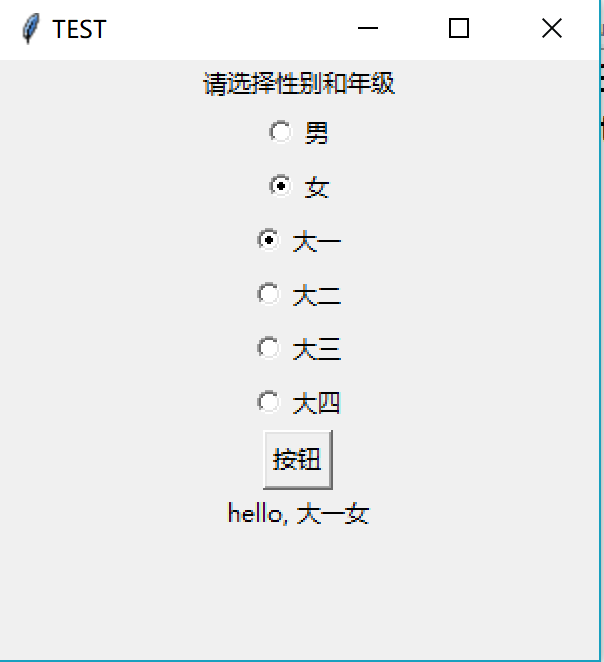 TEST
请选择性别和年级
男
女
大一
大二
大三
大四
按钮
hello, 大一女